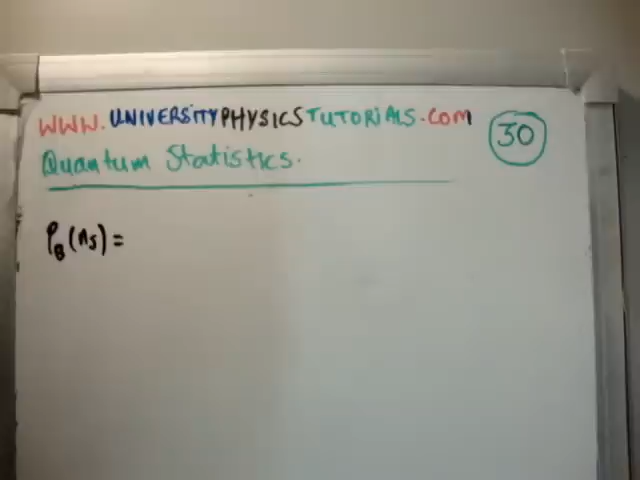 WWW.UNIVERSITYPHYSICSTUTORIALS.COM
30
Quantum Statistics.
P_B(n_s) =